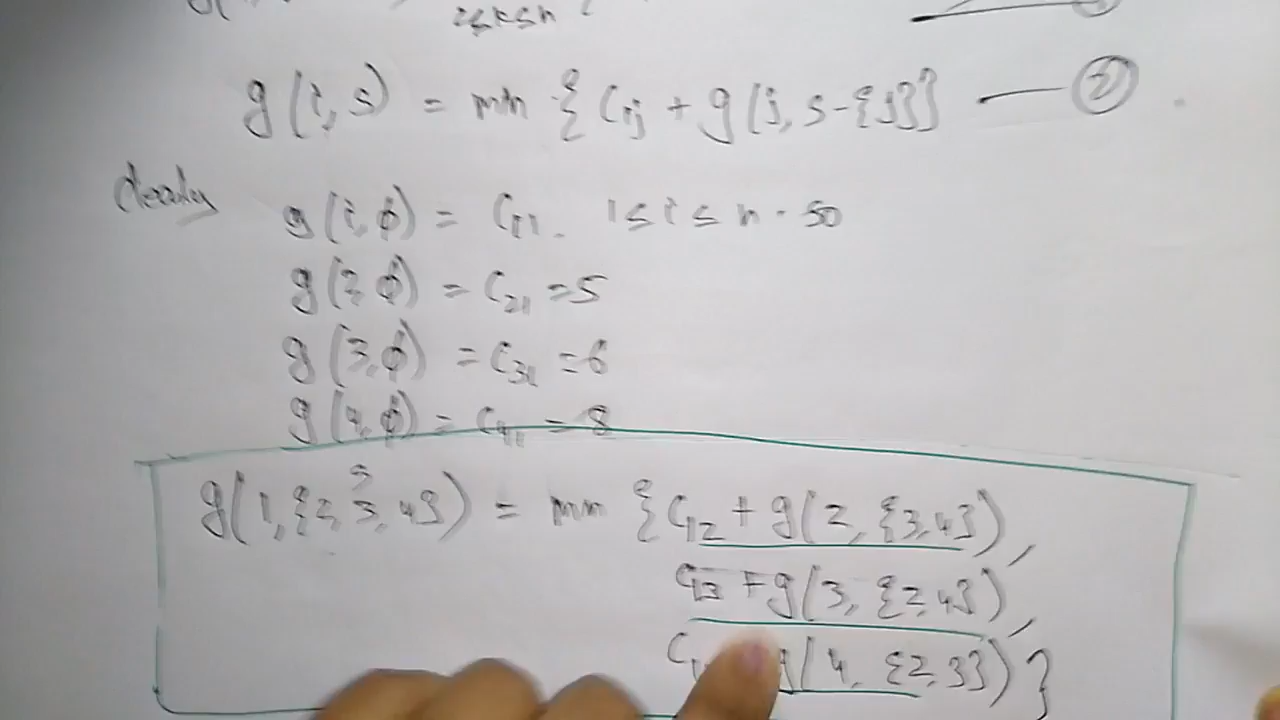 2≤k≤n
g(i, s) = min { Cij + g(j, s-{j}} — ②
Clearly g(i, φ) = Ci1. 1 ≤ i ≤ n. so
g(2, φ) = C21 = 5
g(3, φ) = C31 = 6
g(4, φ) = C41 = 8
g(1, {2, 3, 4}) = min { C12 + g(2, {3,4}),
C13 + g(3, {2,4}),
g(4, {2,3}) }